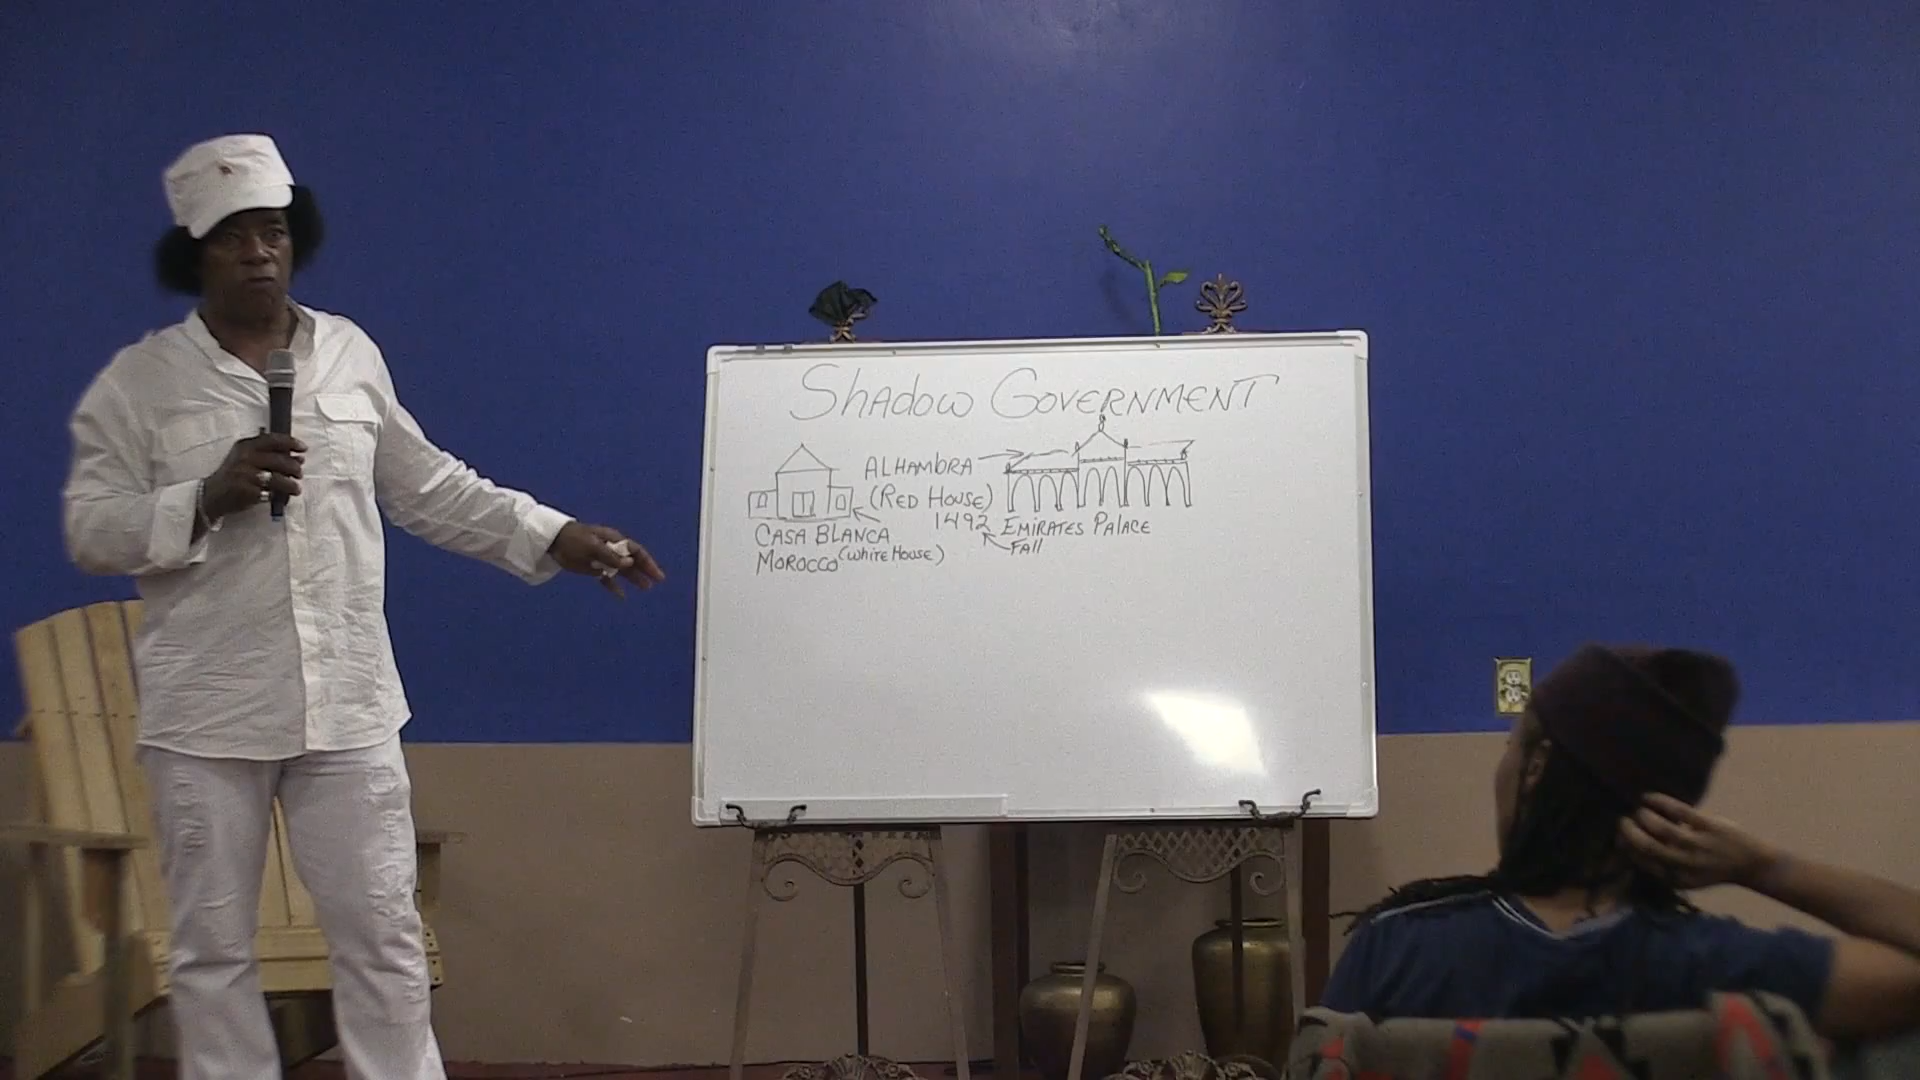 Shadow Government
ALHAMBRA
(RED HOUSE)
1492
EMIRATES PALACE
Fall
CASA BLANCA
MOROCCO (WHITE HOUSE)